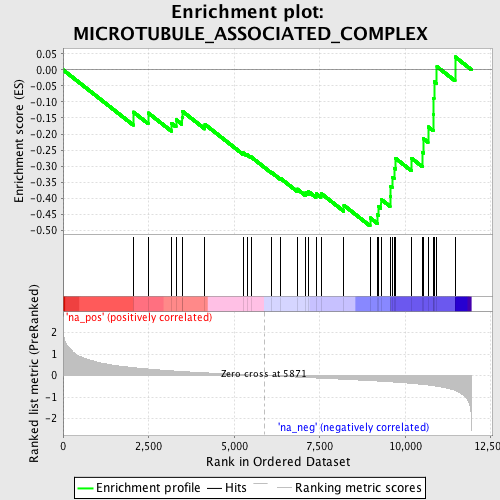 Enrichment plot:
MICROTUBULE_ASSOCIATED_COMPLEX
Enrichment score (ES)
0.05
0.00
-0.05
-0.10
-0.15
-0.20
-0.25
-0.30
-0.35
-0.40
-0.45
-0.50
'na_pos' (positively correlated)
Ranked list metric (PreRanked)
2
1
0
-1
-2
Zero cross at 5871
'na_neg' (negatively correlated)
0
2,500
5,000
7,500
10,000
12,500
Rank in Ordered Dataset
Enrichment profile
Hits
Ranking metric scores